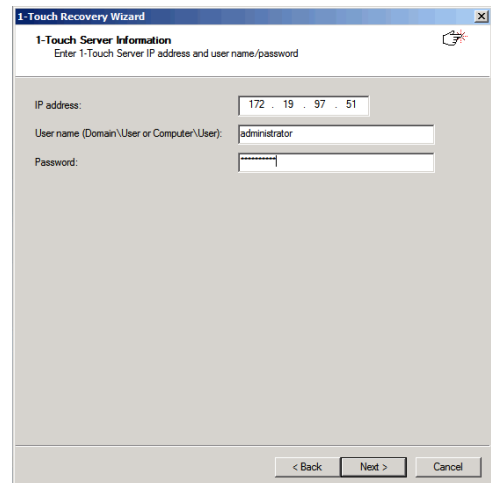 1-Touch Recovery Wizard
1-Touch Server Information
Enter 1-Touch Server IP address and user name/password
IP address: 172 . 19 . 97 . 51
User name (Domain\User or Computer\User): administrator
Password: **********
< Back Next > Cancel